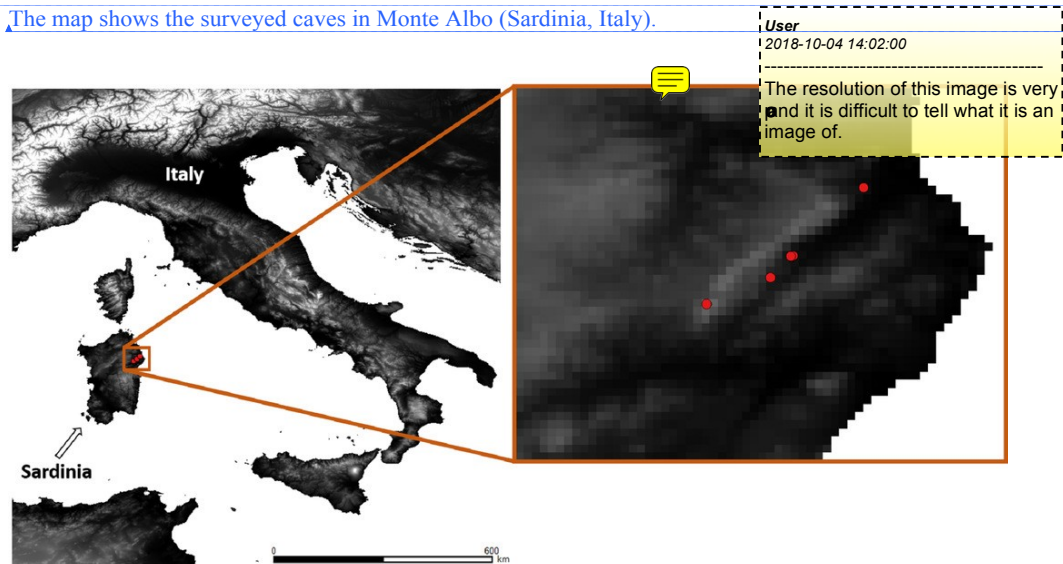 The map shows the surveyed caves in Monte Albo (Sardinia, Italy).
User
2018-10-04 14:02:00
--------------------------------------------
The resolution of this image is very
and it is difficult to tell what it is an
image of.
Italy
Sardinia
0
600
km